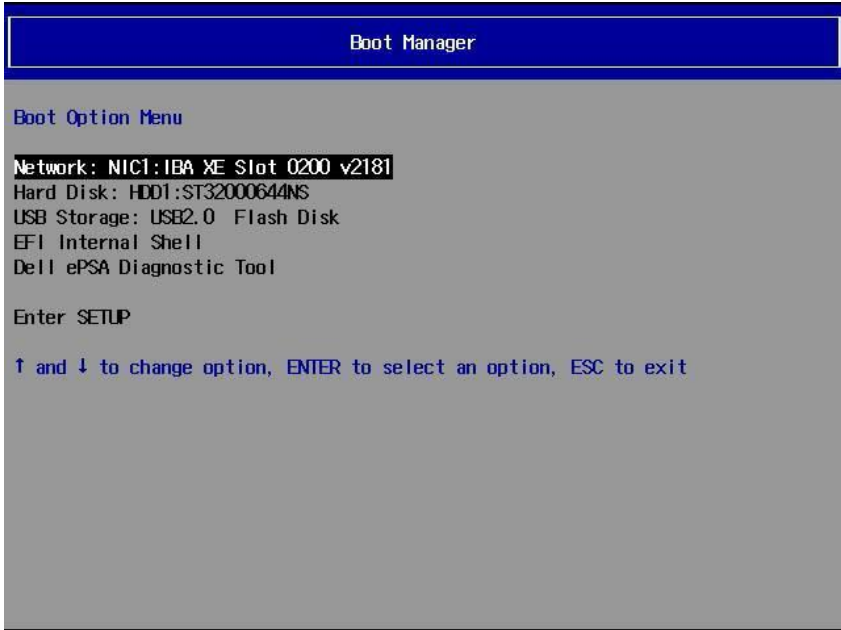 Boot Manager
Boot Option Menu
Network: NIC1:IBA XE Slot 0200 v2181
Hard Disk: HDD1:ST32000644NS
USB Storage: USB2.0 Flash Disk
EFI Internal Shell
Dell ePSA Diagnostic Tool
Enter SETUP
↑ and ↓ to change option, ENTER to select an option, ESC to exit